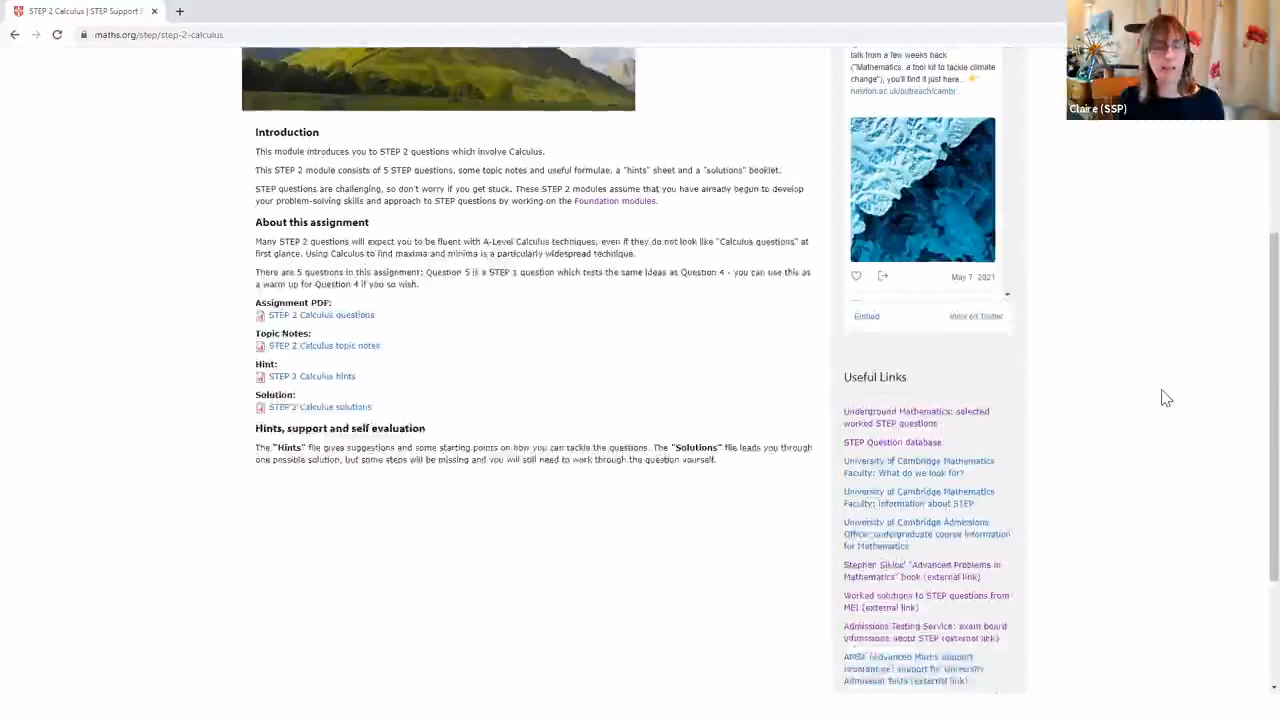 STEP 2 Calculus | STEP Support P
maths.org/step/step-2-calculus
Claire (SSP)
Introduction
This module introduces you to STEP 2 questions which involve Calculus.
This STEP 2 module consists of 5 STEP questions, some topic notes and useful formulae, a "hints" sheet and a "solutions" booklet.
STEP questions are challenging, so don't worry if you get stuck. These STEP 2 modules assume that you have already begun to develop
your problem-solving skills and approach to STEP questions by working on the Foundation modules.
About this assignment
Many STEP 2 questions will expect you to be fluent with A-Level Calculus techniques, even if they do not look like "Calculus questions" at
first glance. Using Calculus to find maxima and minima is a particularly widespread technique.
There are 5 questions in this assignment; Question 5 is a STEP 3 question which tests the same ideas as Question 4 - you can use this as
a warm up for Question 4 if you so wish.
Assignment PDF:
STEP 2 Calculus questions
Topic Notes:
STEP 2 Calculus topic notes
Hint:
STEP 2 Calculus hints
Solution:
STEP 2 Calculus solutions
Hints, support and self evaluation
The "Hints" file gives suggestions and some starting points on how you can tackle the questions. The "Solutions" file leads you through
one possible solution, but some steps will be missing and you will still need to work through the question yourself.
talk from a few weeks back
("Mathematics: a tool kit to tackle climate
change"), you'll find it just here...
newton.ac.uk/outreach/cambr...
May 7, 2021
Embed
View on Twitter
Useful Links
Underground Mathematics: selected
worked STEP questions
STEP Question database
University of Cambridge Mathematics
Faculty: What do we look for?
University of Cambridge Mathematics
Faculty: Information about STEP
University of Cambridge Admissions
Office: undergraduate course information
for Mathematics
Stephen Siklos' "Advanced Problems in
Mathematics" book (external link)
Worked solutions to STEP questions from
MEI (external link)
Admissions Testing Service: exam board
information about STEP (external link)
AMSP (Advanced Maths Support
support for University
Admission Tests (external link)